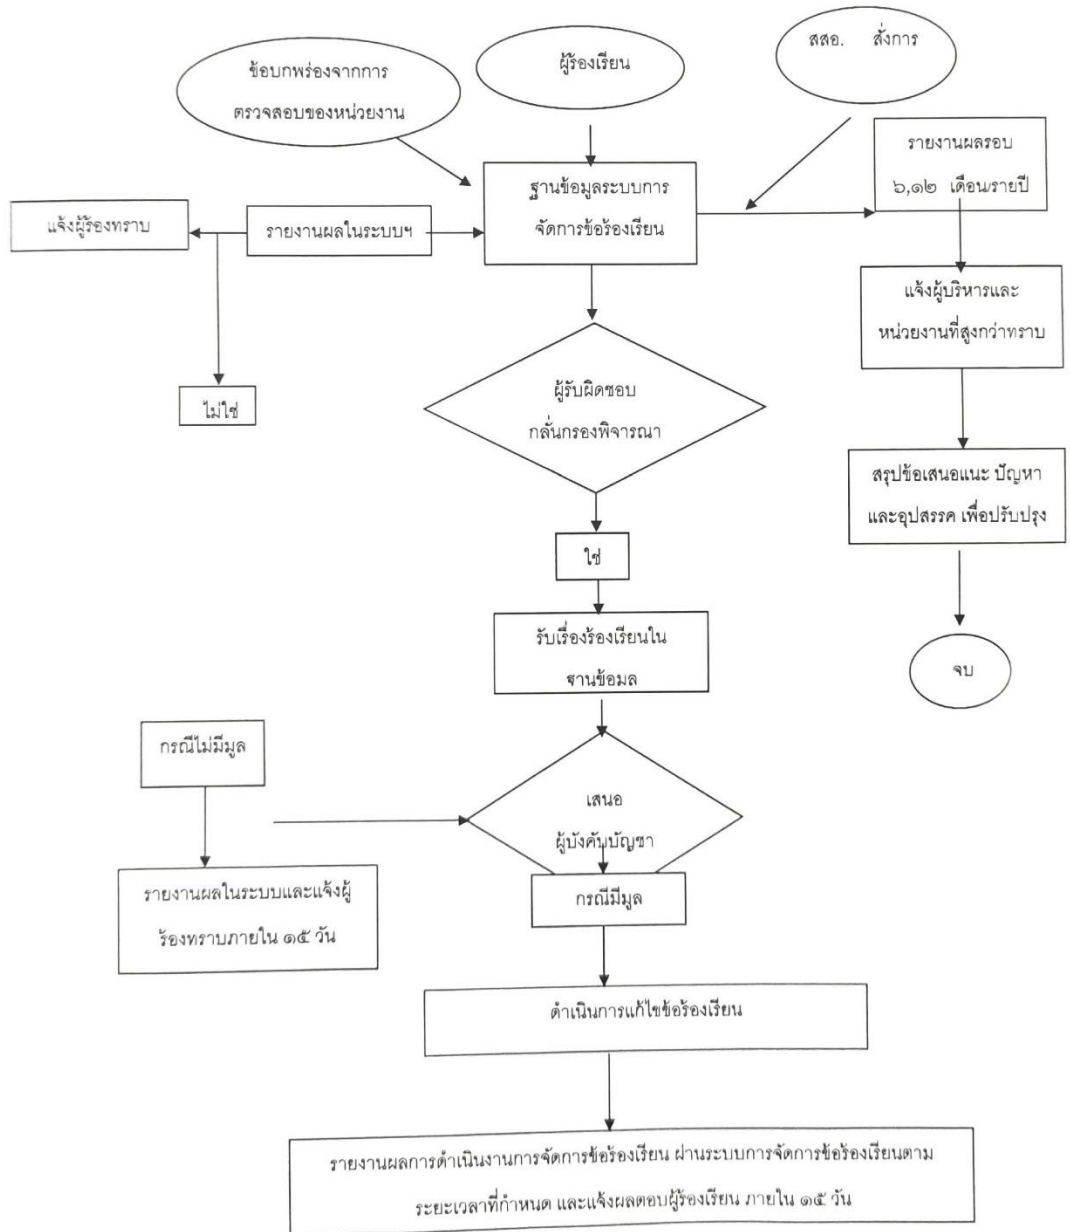 สสอ. สั่งการ
ผู้ร้องเรียน
ข้อบกพร่องจากการ
ตรวจสอบของหน่วยงาน
รายงานผลรอบ
๖,๑๒ เดือน/รายปี
ฐานข้อมูลระบบการ
จัดการข้อร้องเรียน
รายงานผลในระบบฯ
แจ้งผู้ร้องทราบ
แจ้งผู้บริหารและ
หน่วยงานที่สูงกว่าทราบ
ไม่ใช่
ผู้รับผิดชอบ
กลั่นกรองพิจารณา
สรุปข้อเสนอแนะ ปัญหา
และอุปสรรค เพื่อปรับปรุง
ใช่
รับเรื่องร้องเรียนใน
ฐานข้อมูล
จบ
กรณีไม่มีมูล
เสนอ
ผู้บังคับบัญชา
รายงานผลในระบบและแจ้งผู้
ร้องทราบภายใน ๑๕ วัน
กรณีมีมูล
ดำเนินการแก้ไขข้อร้องเรียน
รายงานผลการดำเนินงานการจัดการข้อร้องเรียน ผ่านระบบการจัดการข้อร้องเรียนตาม
ระยะเวลาที่กำหนด และแจ้งผลตอบผู้ร้องเรียน ภายใน ๑๕ วัน